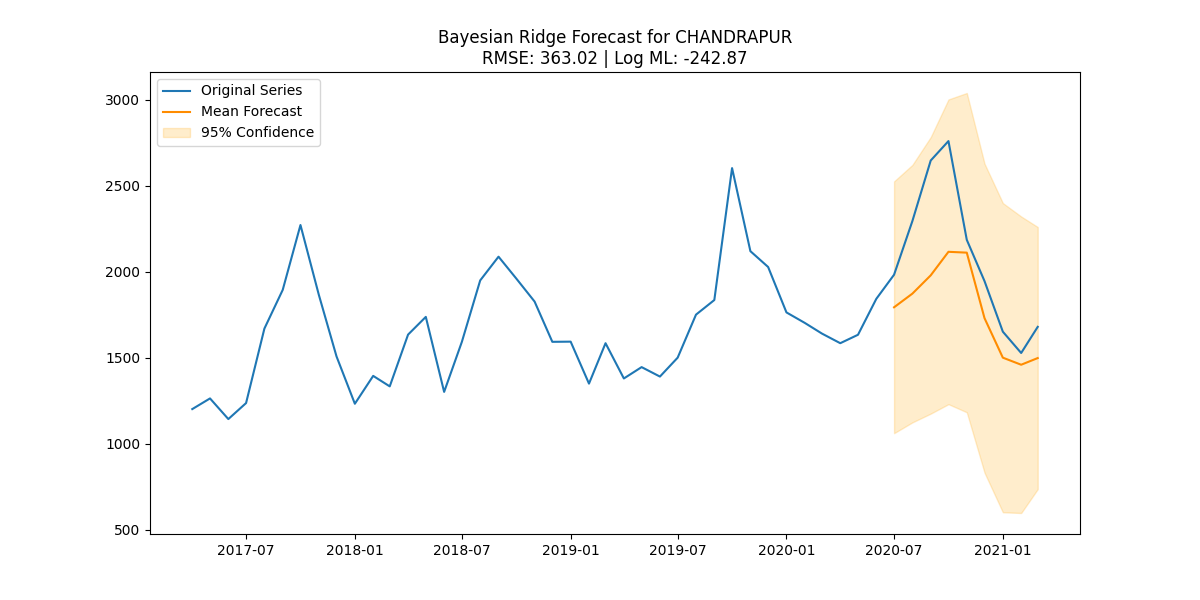 Bayesian Ridge Forecast for CHANDRAPUR
RMSE: 363.02 | Log ML: -242.87
Original Series
Mean Forecast
95% Confidence
3000
2500
2000
1500
1000
500
2017-07
2018-01
2018-07
2019-01
2019-07
2020-01
2020-07
2021-01